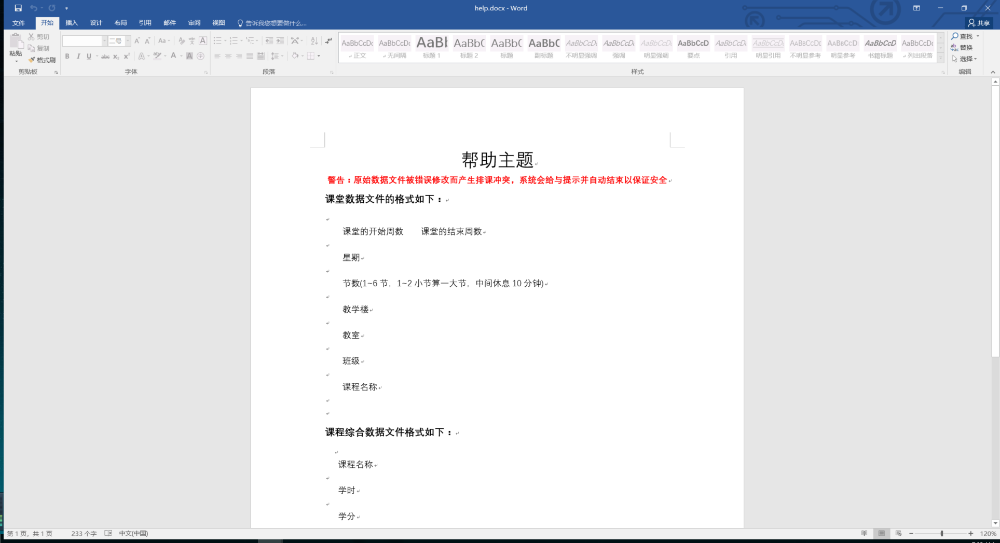 help.docx - Word
文件 开始 插入 设计 布局 引用 邮件 审阅 视图 告诉我您想要做什么... 共享
粘贴 剪切 复制 格式刷
剪贴板
二号
字体
段落
AaBbCcDc AaBbCcDc AaBb AaBbC AaBbC AaBbC AaBbCcD AaBbCcD AaBbCcD AaBbCcD AaBbCcD AaBbCcD AaBbCcD AaBbCcD AaBbCcD AaBbCcDc
正文 无间隔 标题 1 标题 2 标题 副标题 不明显强调 强调 明显强调 要点 引用 明显引用 不明显参考 明显参考 书籍标题 列出段落
样式
查找
替换
选择
编辑
帮助主题
警告：原始数据文件被错误修改而产生排课冲突，系统会给与提示并自动结束以保证安全
课堂数据文件的格式如下：
课堂的开始周数 课堂的结束周数
星期
节数(1~6 节，1~2 小节算一大节，中间休息 10 分钟)
教学楼
教室
班级
课程名称
课程综合数据文件格式如下：
课程名称
学时
学分
第 1 页，共 1 页 233 个字 中文(中国) 120%